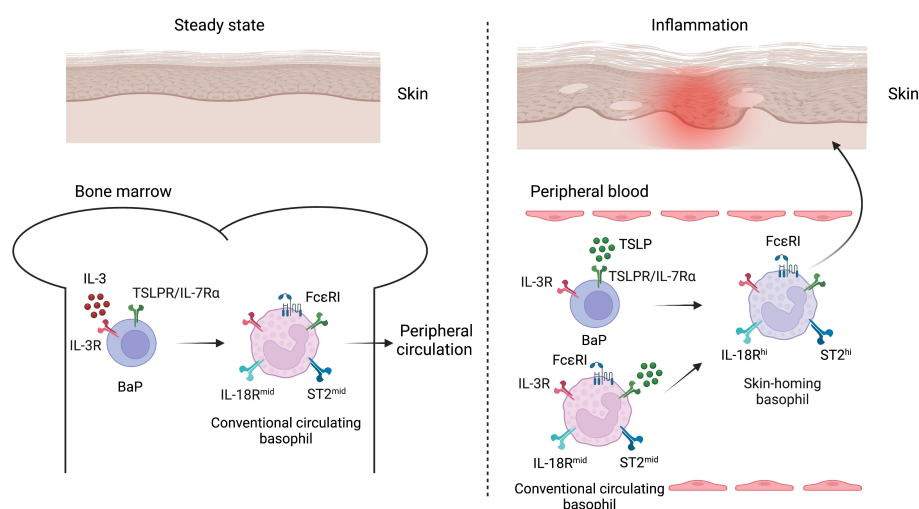 Steady state
Skin
Bone marrow
IL-3
TSLPR/IL-7Rα
IL-3R
BaP
FcεRI
IL-18Rmid
ST2mid
Conventional circulating
basophil
Peripheral
circulation
Inflammation
Skin
Peripheral blood
TSLP
IL-3R
TSLPR/IL-7Rα
BaP
FcεRI
IL-3R
IL-18Rmid
ST2mid
Conventional circulating
basophil
FcεRI
IL-18Rhi
ST2hi
Skin-homing
basophil